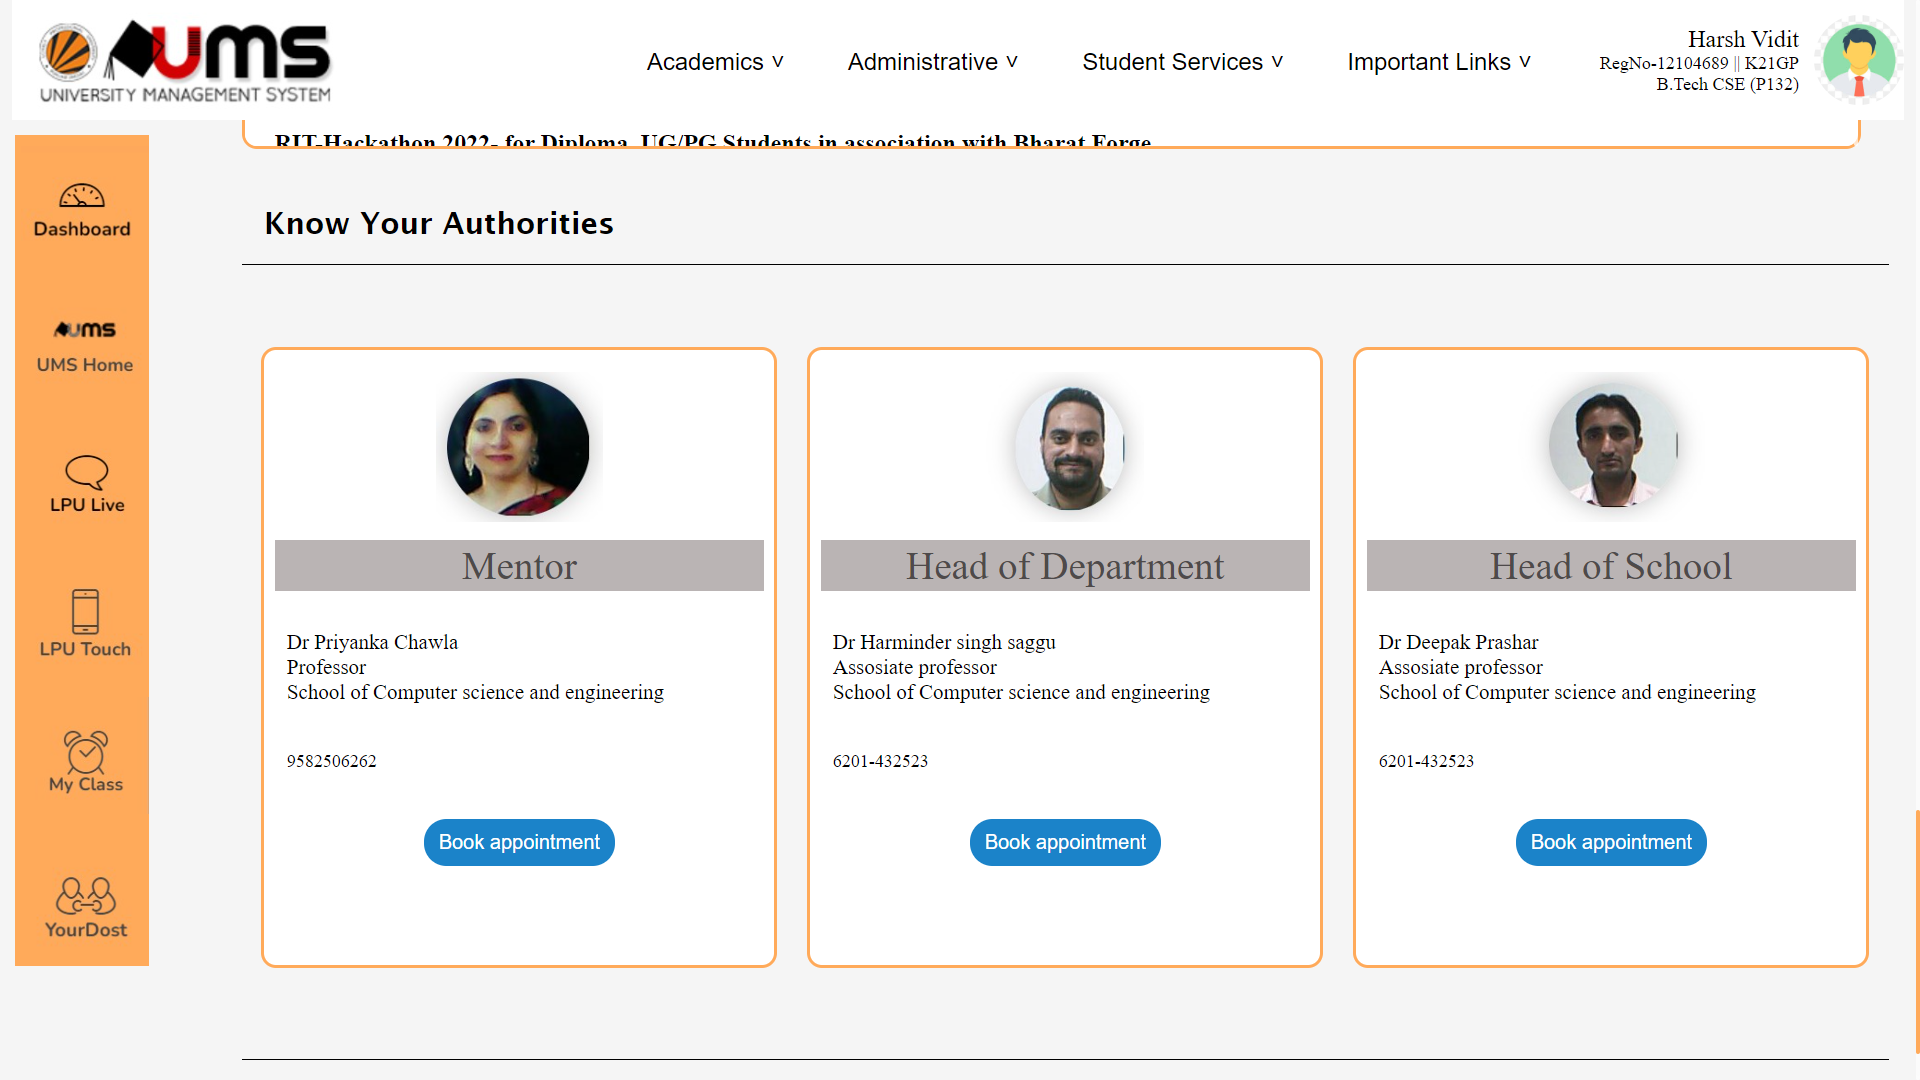 UMS
UNIVERSITY MANAGEMENT SYSTEM
Academics v
Administrative v
Student Services v
Important Links v
Harsh Vidit
RegNo-12104689 || K21GP
B.Tech CSE (P132)
RIT-Hackathon 2022- for Diploma, UG/PG Students in association with Bharat Forge
Dashboard
UMS
UMS Home
LPU Live
LPU Touch
My Class
YourDost
Know Your Authorities
Mentor
Dr Priyanka Chawla
Professor
School of Computer science and engineering
9582506262
Book appointment
Head of Department
Dr Harminder singh saggu
Assosiate professor
School of Computer science and engineering
6201-432523
Book appointment
Head of School
Dr Deepak Prashar
Assosiate professor
School of Computer science and engineering
6201-432523
Book appointment